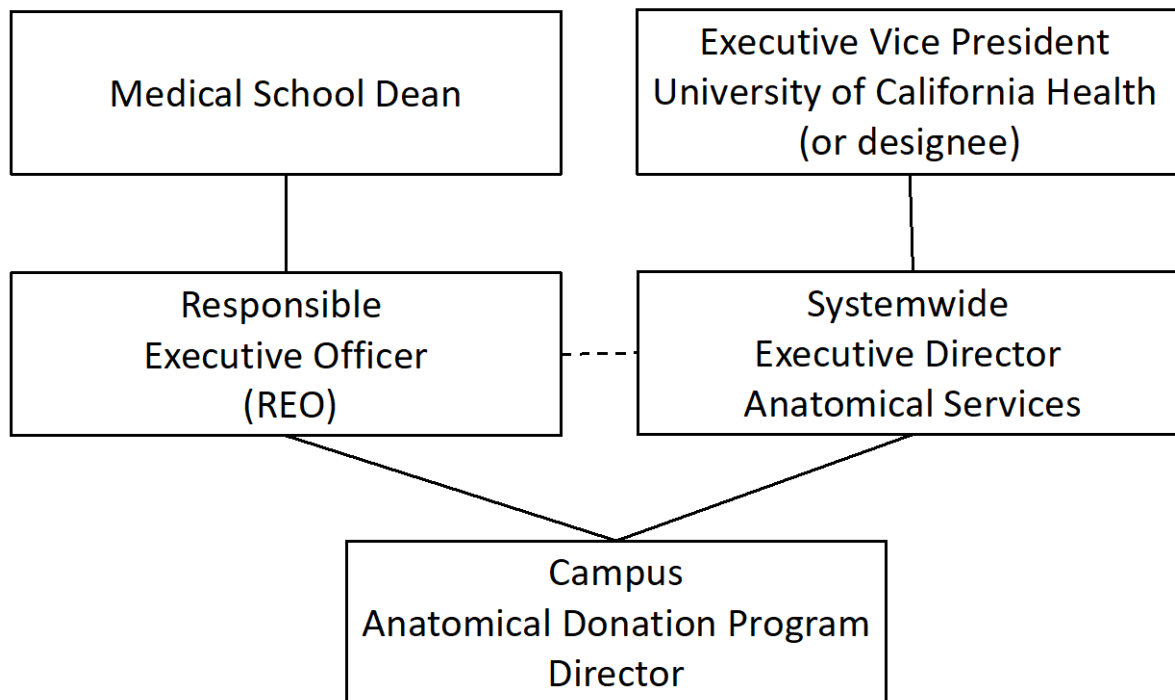 Medical School Dean
Executive Vice President
University of California Health
(or designee)
Responsible
Executive Officer
(REO)
Systemwide
Executive Director
Anatomical Services
Campus
Anatomical Donation Program
Director